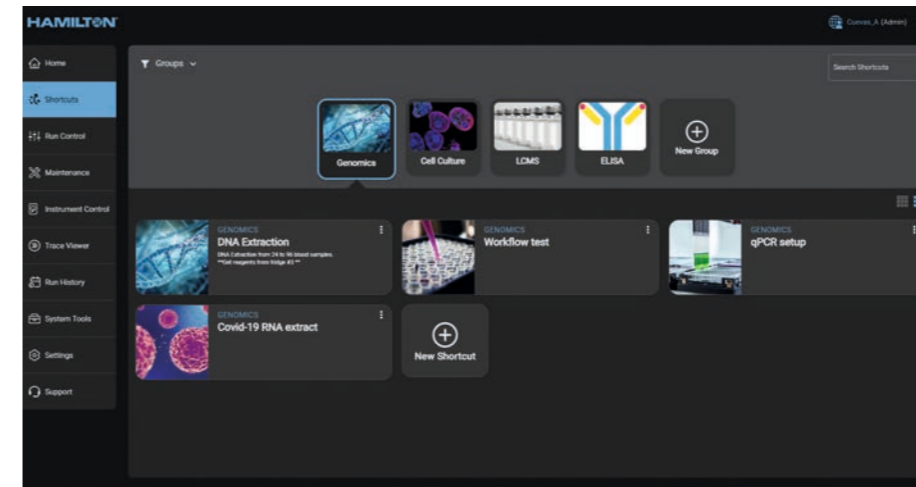 HAMILTON
Cuevas_A (Admin)
Home
Shortcuts
Run Control
Maintenance
Instrument Control
Trace Viewer
Run History
System Tools
Settings
Support
Groups
Search Shortcuts
Genomics
Cell Culture
LCMS
ELISA
New Group
GENOMICS
DNA Extraction
DNA Extraction from 24 to 96 blood samples.
**Get reagents from fridge #3 **
GENOMICS
Workflow test
GENOMICS
qPCR setup
GENOMICS
Covid-19 RNA extract
New Shortcut